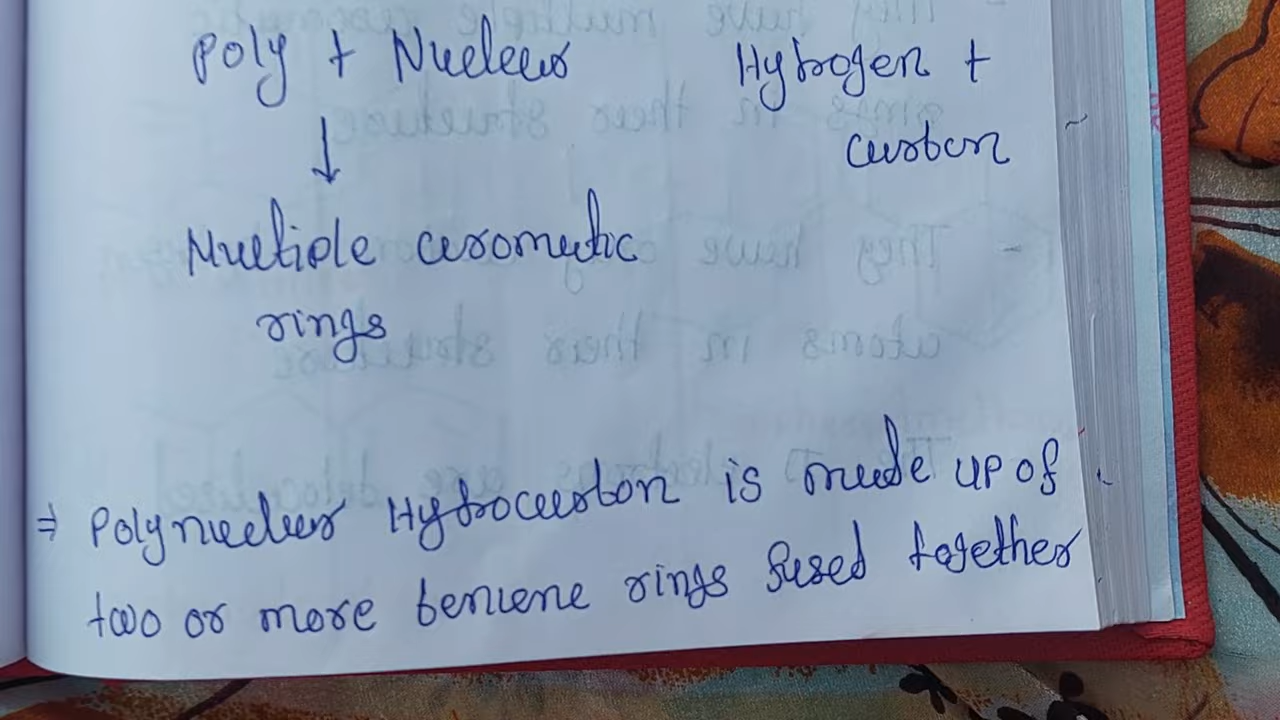 Poly + Nuclear Hydrogen +
carbon
↓
Multiple aromatic
rings
⇒ Polynuclear Hydrocarbon is made up of
two or more benzene rings fused together